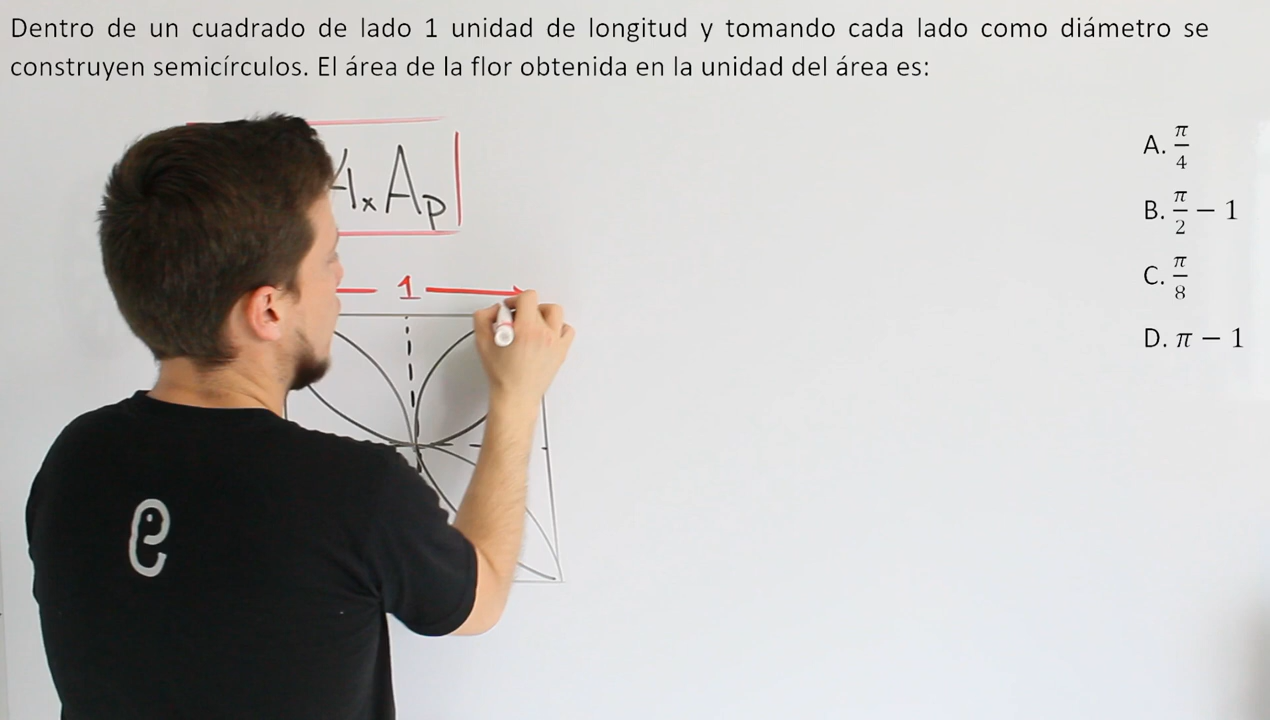 Dentro de un cuadrado de lado 1 unidad de longitud y tomando cada lado como diámetro se
construyen semicírculos. El área de la flor obtenida en la unidad del área es:
A. π/4
B. π/2 − 1
C. π/8
D. π − 1
xAp
1
e